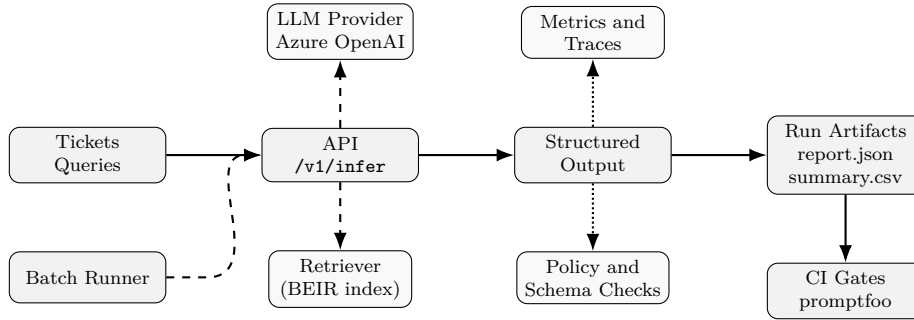 LLM Provider
Azure OpenAI
Metrics and
Traces
Tickets
Queries
API
/v1/infer
Structured
Output
Run Artifacts
report.json
summary.csv
Batch Runner
Retriever
(BEIR index)
Policy and
Schema Checks
CI Gates
promptfoo